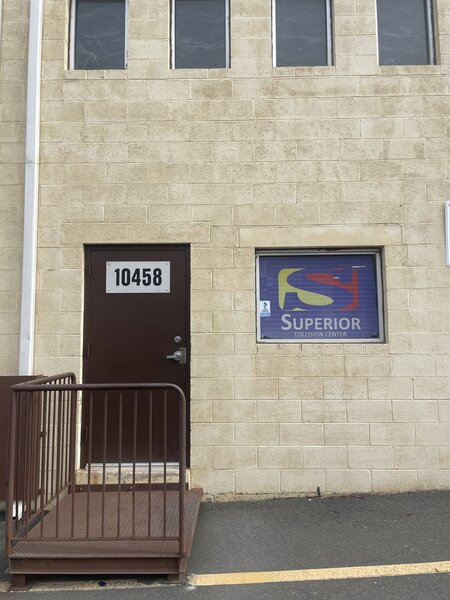 10458
S
SUPERIOR
COLLISION CENTER